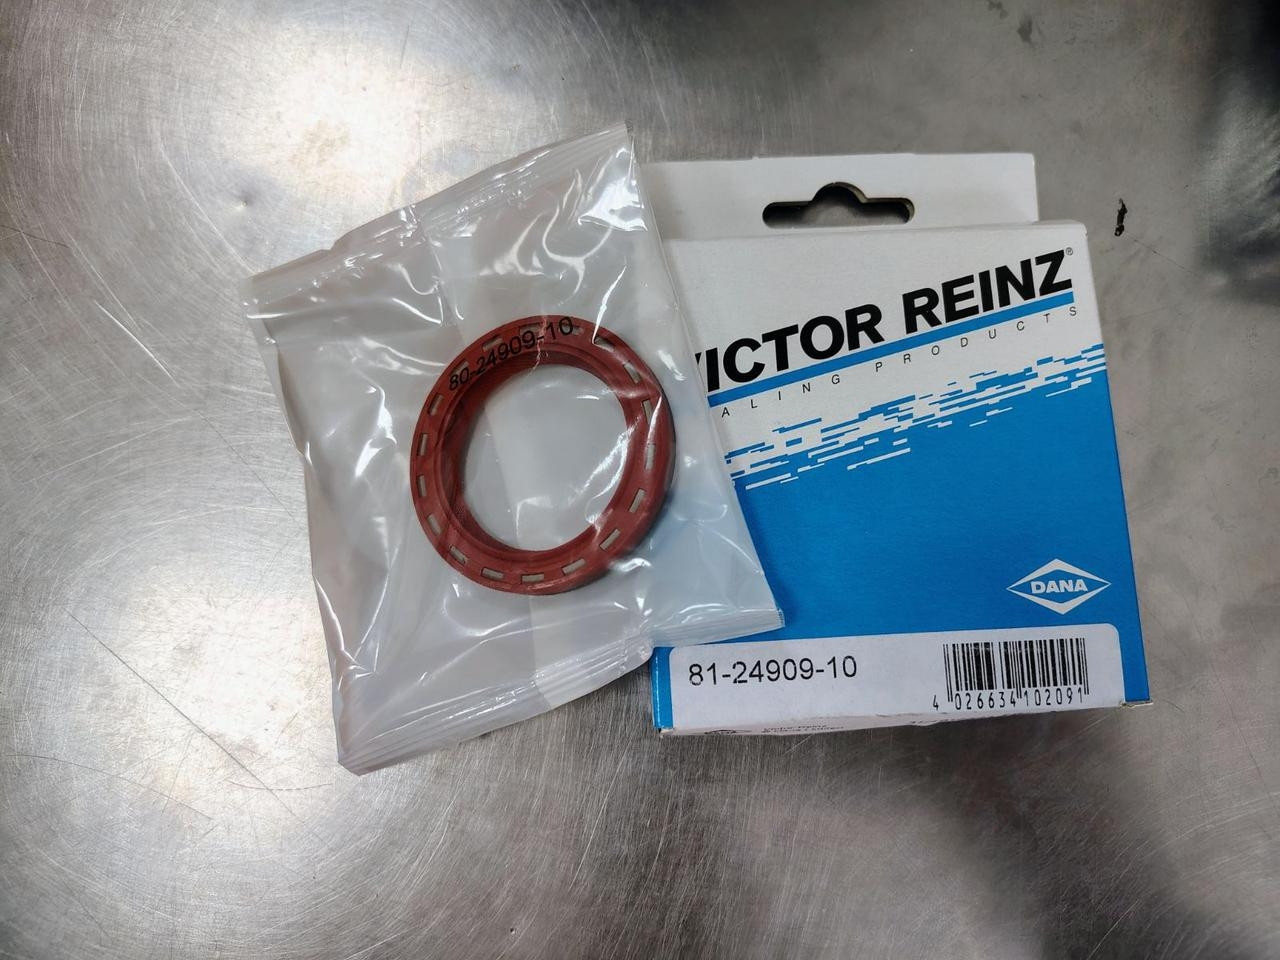 80-24909-10
VICTOR REINZ®
SEALING PRODUCTS
DANA
81-24909-10
4 026634 102091